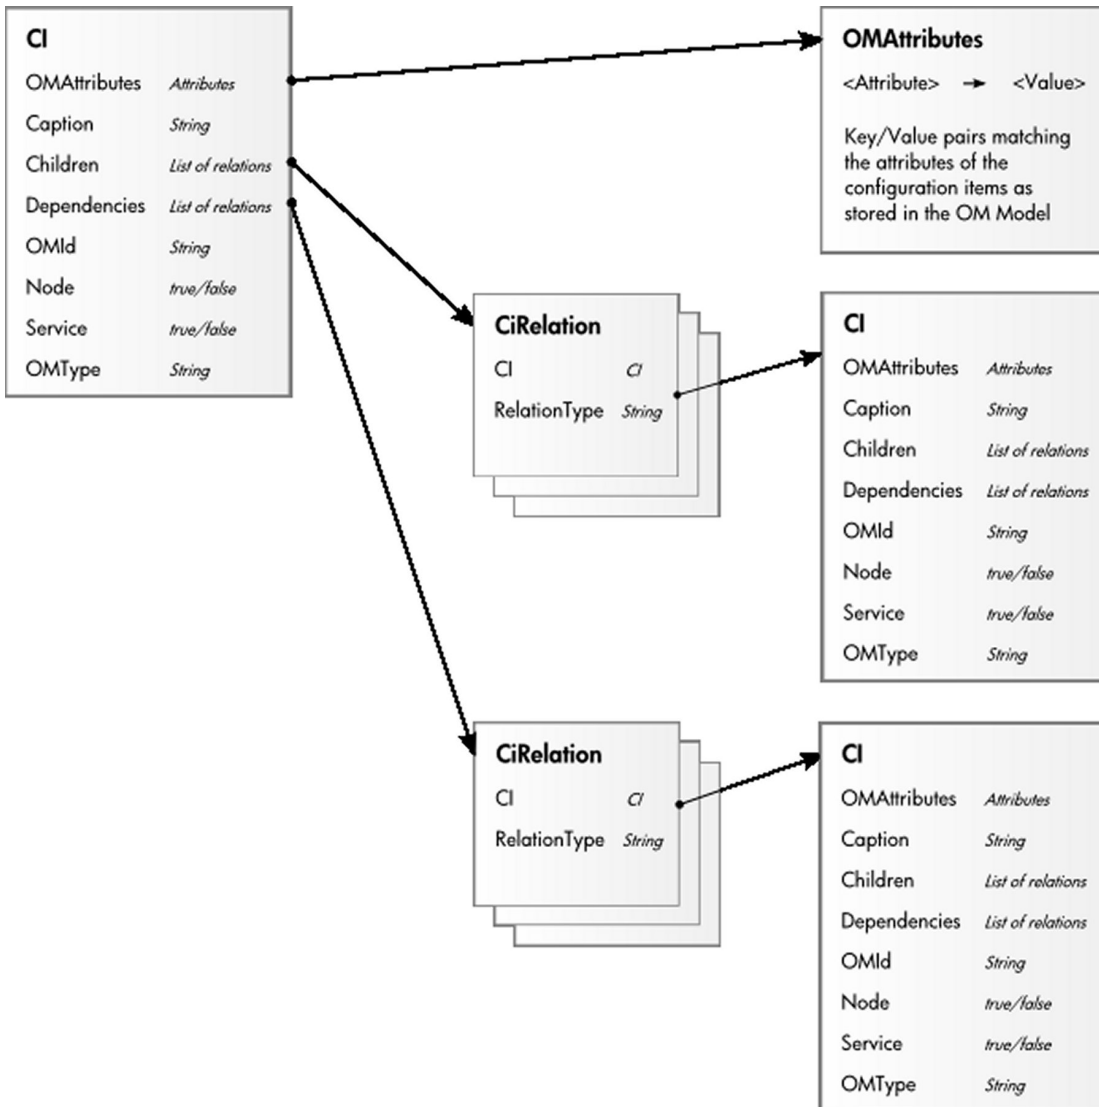 CI
OMAttributes Attributes
Caption String
Children List of relations
Dependencies List of relations
OMId String
Node true/false
Service true/false
OMType String
OMAttributes
<Attribute> → <Value>
Key/Value pairs matching
the attributes of the
configuration items as
stored in the OM Model
CiRelation
CI CI
RelationType String
CI
OMAttributes Attributes
Caption String
Children List of relations
Dependencies List of relations
OMId String
Node true/false
Service true/false
OMType String
CiRelation
CI CI
RelationType String
CI
OMAttributes Attributes
Caption String
Children List of relations
Dependencies List of relations
OMId String
Node true/false
Service true/false
OMType String